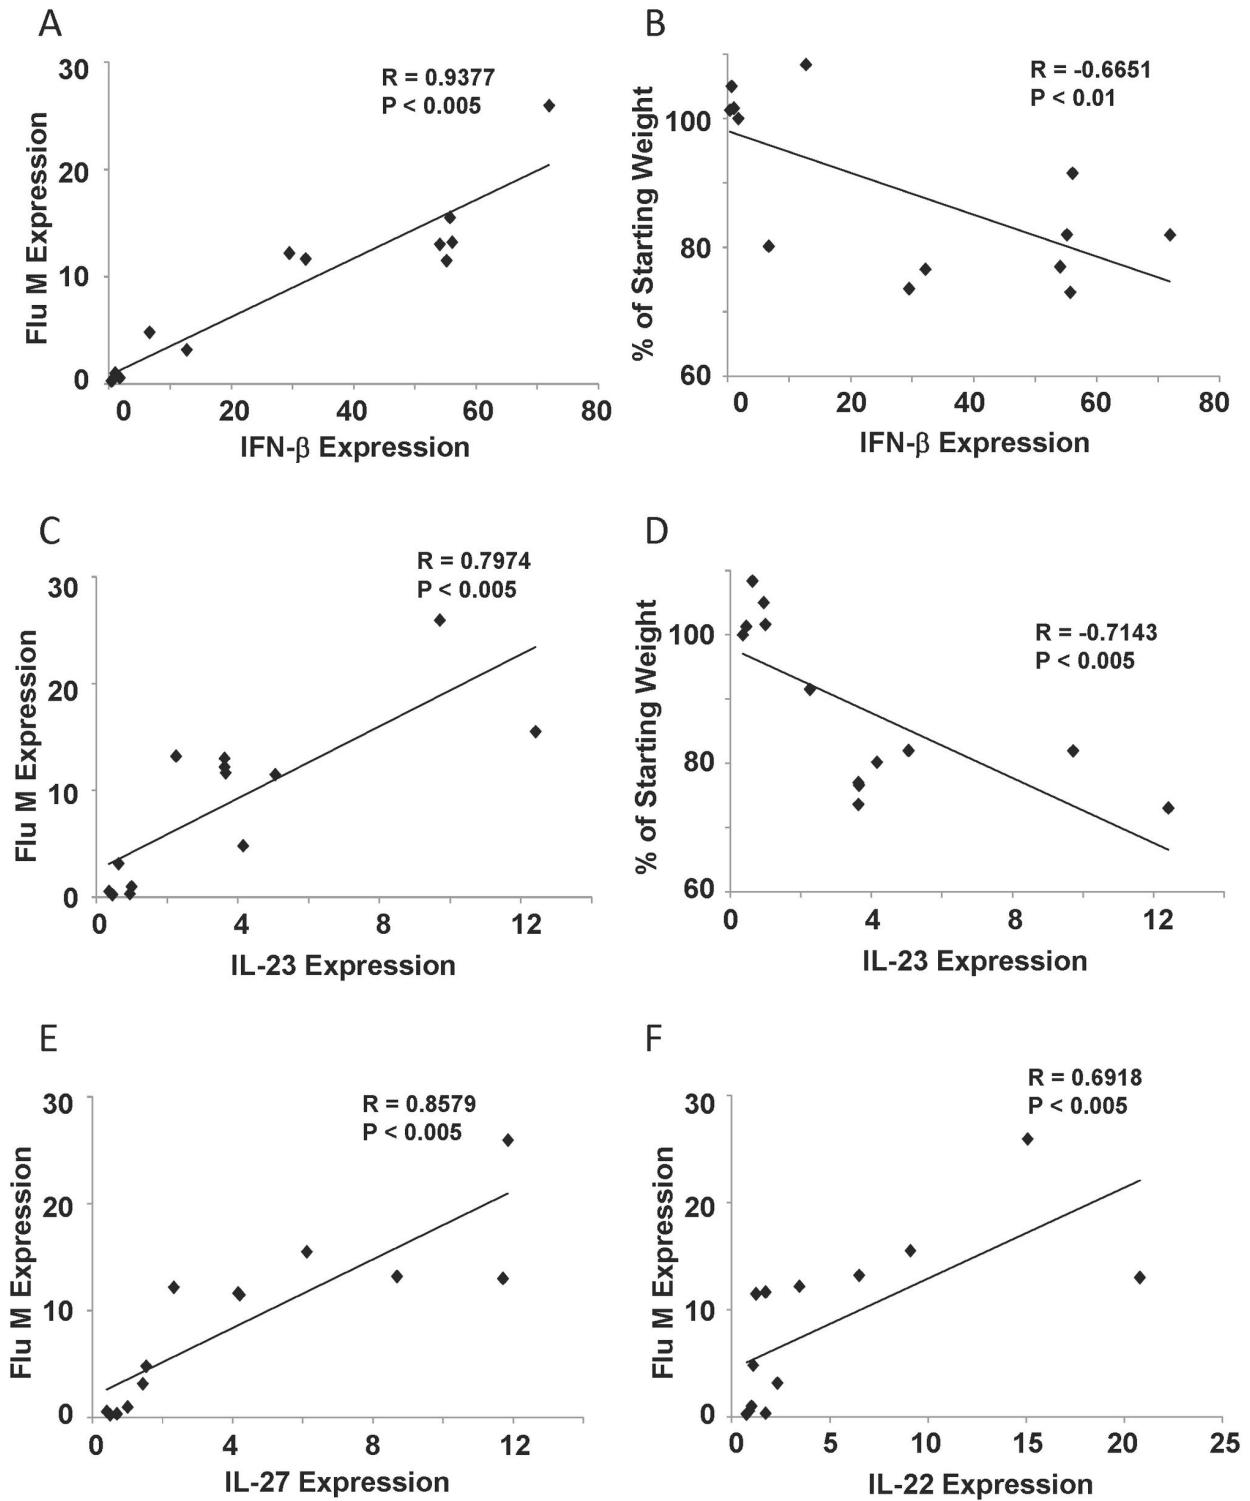 A
R = 0.9377
P < 0.005
30
20
10
0
Flu M Expression
0 20 40 60 80
IFN-β Expression
B
R = -0.6651
P < 0.01
100
80
60
% of Starting Weight
0 20 40 60 80
IFN-β Expression
C
R = 0.7974
P < 0.005
30
20
10
0
Flu M Expression
0 4 8 12
IL-23 Expression
D
R = -0.7143
P < 0.005
100
80
60
% of Starting Weight
0 4 8 12
IL-23 Expression
E
R = 0.8579
P < 0.005
30
20
10
0
Flu M Expression
0 4 8 12
IL-27 Expression
F
R = 0.6918
P < 0.005
30
20
10
0
Flu M Expression
0 5 10 15 20 25
IL-22 Expression